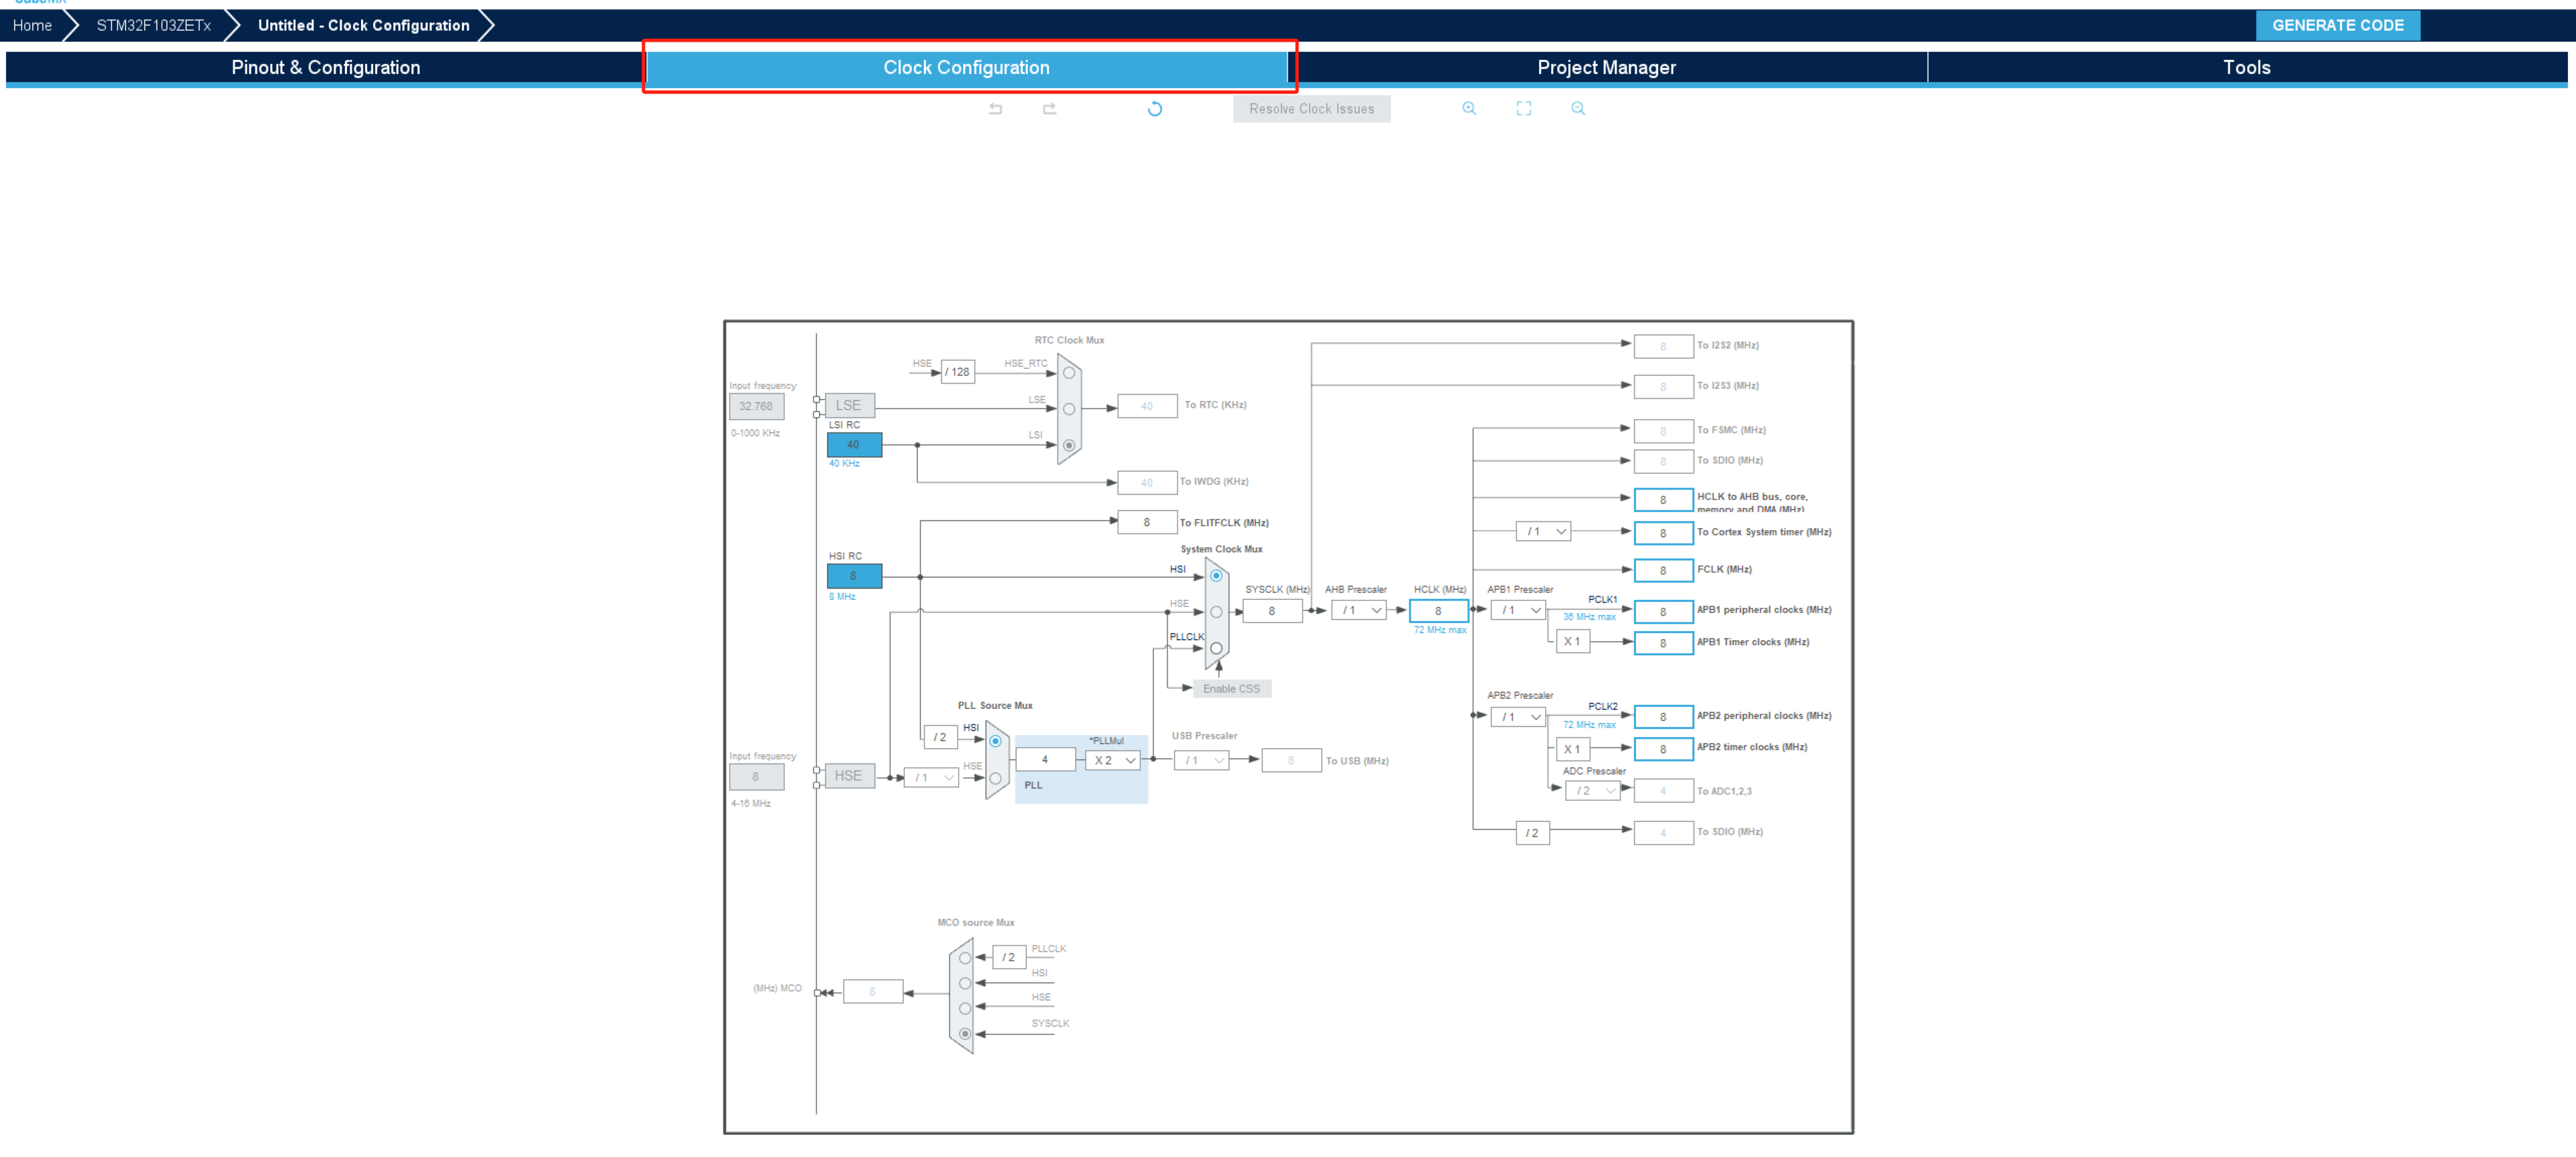 CubeMX
Home
STM32F103ZETx
Untitled - Clock Configuration
GENERATE CODE
Pinout & Configuration
Clock Configuration
Project Manager
Tools
Resolve Clock Issues
RTC Clock Mux
HSE
/ 128
HSE_RTC
Input frequency
32.768
0-1000 KHz
LSE
LSE
40
To RTC (KHz)
LSI RC
40
40 KHz
LSI
40
To IWDG (KHz)
8
To FLITFCLK (MHz)
HSI RC
8
8 MHz
System Clock Mux
HSI
HSE
PLLCLK
Enable CSS
SYSCLK (MHz)
8
AHB Prescaler
/ 1
HCLK (MHz)
8
72 MHz max
8
To I2S2 (MHz)
8
To I2S3 (MHz)
8
To FSMC (MHz)
8
To SDIO (MHz)
8
HCLK to AHB bus, core,
memory and DMA (MHz)
/ 1
8
To Cortex System timer (MHz)
8
FCLK (MHz)
APB1 Prescaler
/ 1
PCLK1
36 MHz max
8
APB1 peripheral clocks (MHz)
X 1
8
APB1 Timer clocks (MHz)
APB2 Prescaler
/ 1
PCLK2
72 MHz max
8
APB2 peripheral clocks (MHz)
X 1
8
APB2 timer clocks (MHz)
ADC Prescaler
/ 2
4
To ADC1,2,3
/ 2
4
To SDIO (MHz)
PLL Source Mux
/ 2
HSI
Input frequency
8
4-16 MHz
HSE
/ 1
HSE
4
PLL
*PLLMul
X 2
USB Prescaler
/ 1
8
To USB (MHz)
MCO source Mux
/ 2
PLLCLK
HSI
HSE
SYSCLK
(MHz) MCO
8